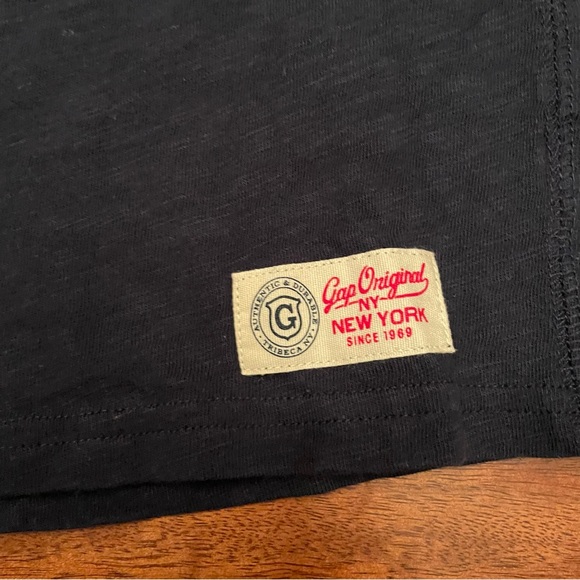 AUTHENTIC & DURABLE
G
· TRIBECA NY ·
Gap Original
NY
NEW YORK
SINCE 1969